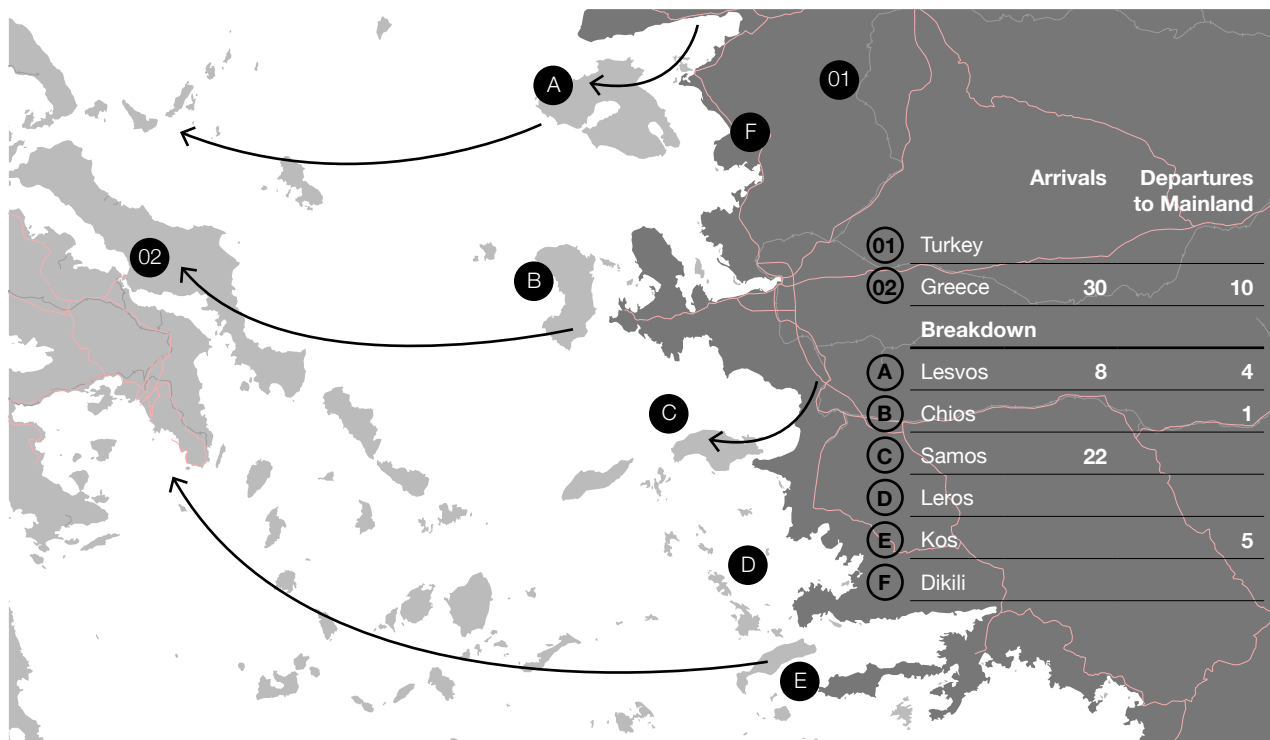 A
01
F
02
B
C
D
E
Arrivals Departures
to Mainland
01 Turkey
02 Greece 30 10
Breakdown
A Lesvos 8 4
B Chios 1
C Samos 22
D Leros
E Kos 5
F Dikili